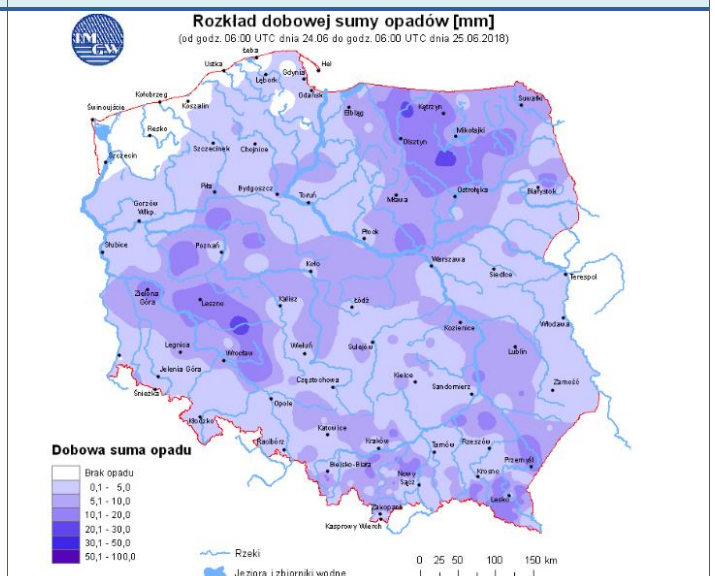 IMGW
Rozkład dobowej sumy opadów [mm]
(od godz. 06:00 UTC dnia 24.06 do godz. 06:00 UTC dnia 25.06.2018)
Łeba
Ustka
Hel
Gdynia
Lębork
Gdańsk
Suwałki
Kołobrzeg
Koszalin
Elbląg
Kętrzyn
Świnoujście
Resko
Mikołajki
Olsztyn
Szczecinek
Chojnice
Szczecin
Piła
Bydgoszcz
Toruń
Mława
Ostrołęka
Białystok
Gorzów
Wlkp.
Płock
Słubice
Poznań
Koło
Warszawa
Siedlce
Terespol
Zielona
Góra
Leszno
Kalisz
Łódź
Kozienice
Włodawa
Legnica
Wrocław
Wieluń
Sulejów
Lublin
Jelenia Góra
Śnieżka
Częstochowa
Kielce
Sandomierz
Zamość
Opole
Kłodzko
Katowice
Racibórz
Kraków
Tarnów
Rzeszów
Przemyśl
Bielsko-Biała
Nowy
Sącz
Krosno
Lesko
Zakopane
Kasprowy Wierch
Dobowa suma opadu
Brak opadu
0,1 - 5,0
5,1 - 10,0
10,1 - 20,0
20,1 - 30,0
30,1 - 50,0
50,1 - 100,0
Rzeki
Jeziora i zbiorniki wodne
0 25 50 100 150 km